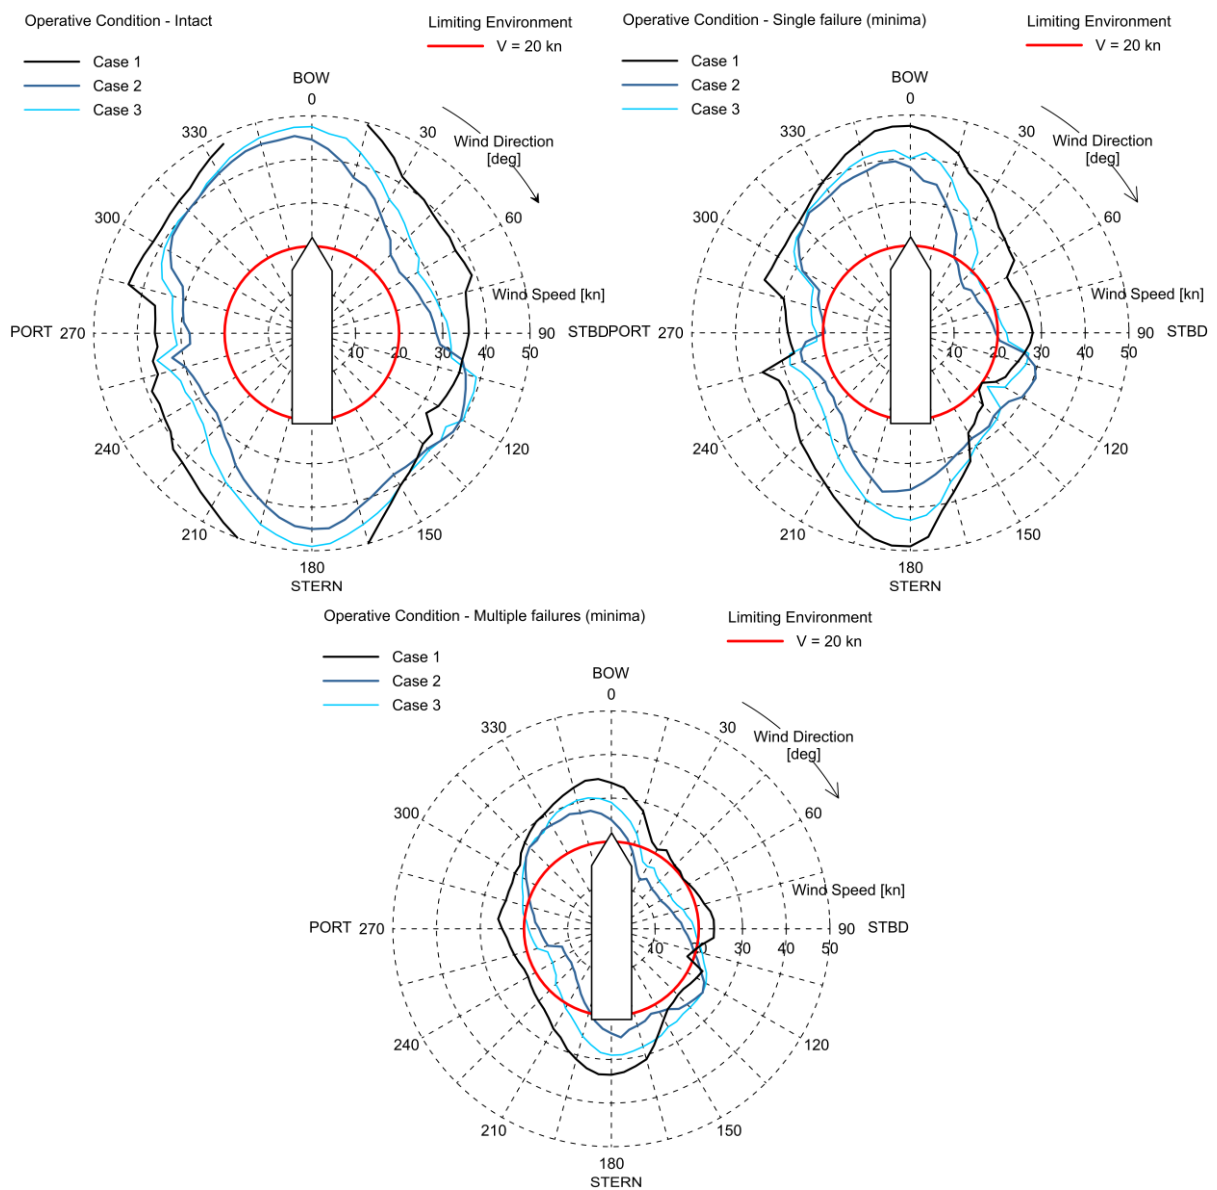 Operative Condition - Intact
Limiting Environment
V = 20 kn
Case 1
Case 2
Case 3
BOW
0
330
30
Wind Direction
[deg]
300
60
Wind Speed [kn]
PORT 270
10 20 30 40 50
90 STBD
240
120
210
150
180
STERN
Operative Condition - Single failure (minima)
Limiting Environment
V = 20 kn
Case 1
Case 2
Case 3
BOW
0
330
30
Wind Direction
[deg]
300
60
Wind Speed [kn]
PORT 270
10 20 30 40 50
90 STBD
240
120
210
150
180
STERN
Operative Condition - Multiple failures (minima)
Limiting Environment
V = 20 kn
Case 1
Case 2
Case 3
BOW
0
330
30
Wind Direction
[deg]
300
60
Wind Speed [kn]
PORT 270
10 20 30 40 50
90 STBD
240
120
210
150
180
STERN